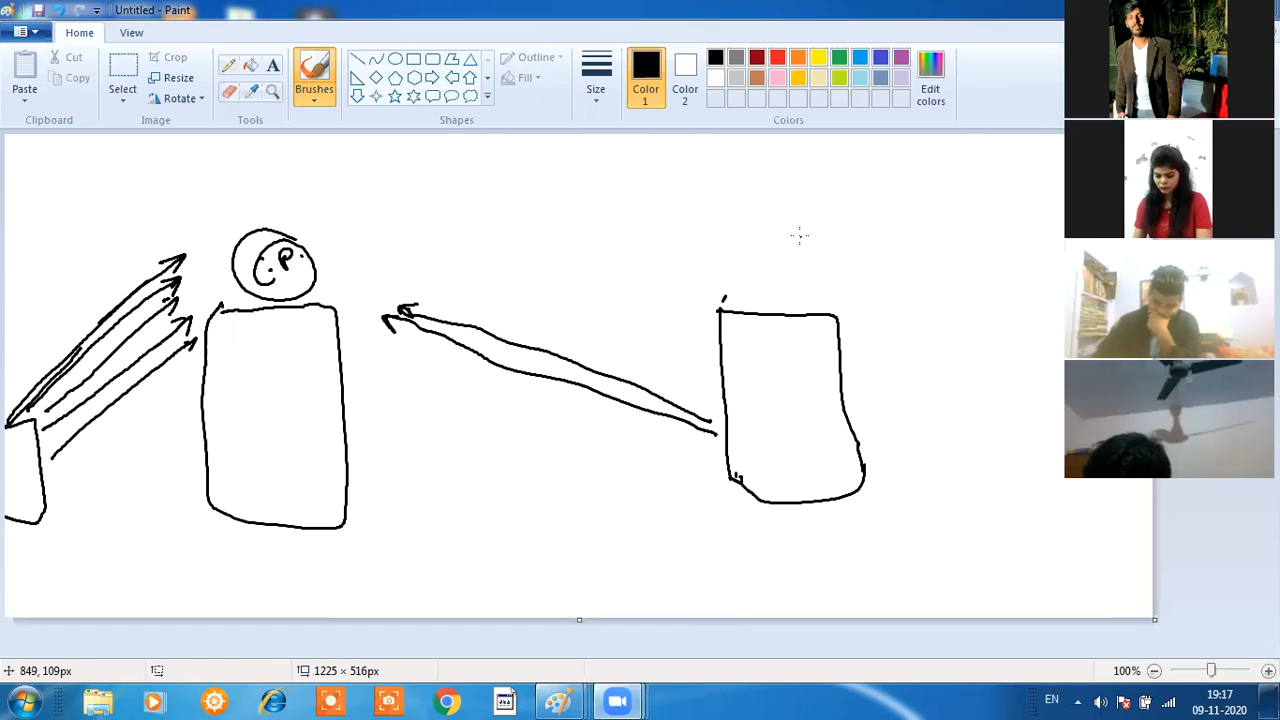 Untitled - Paint
Home View
Cut
Copy
Paste
Crop
Resize
Rotate
Select
Brushes
Outline
Fill
Size
Color 1
Color 2
Edit colors
Clipboard Image Tools Shapes Colors
P
849, 109px 1225 × 516px 100%
EN 19:17
09-11-2020